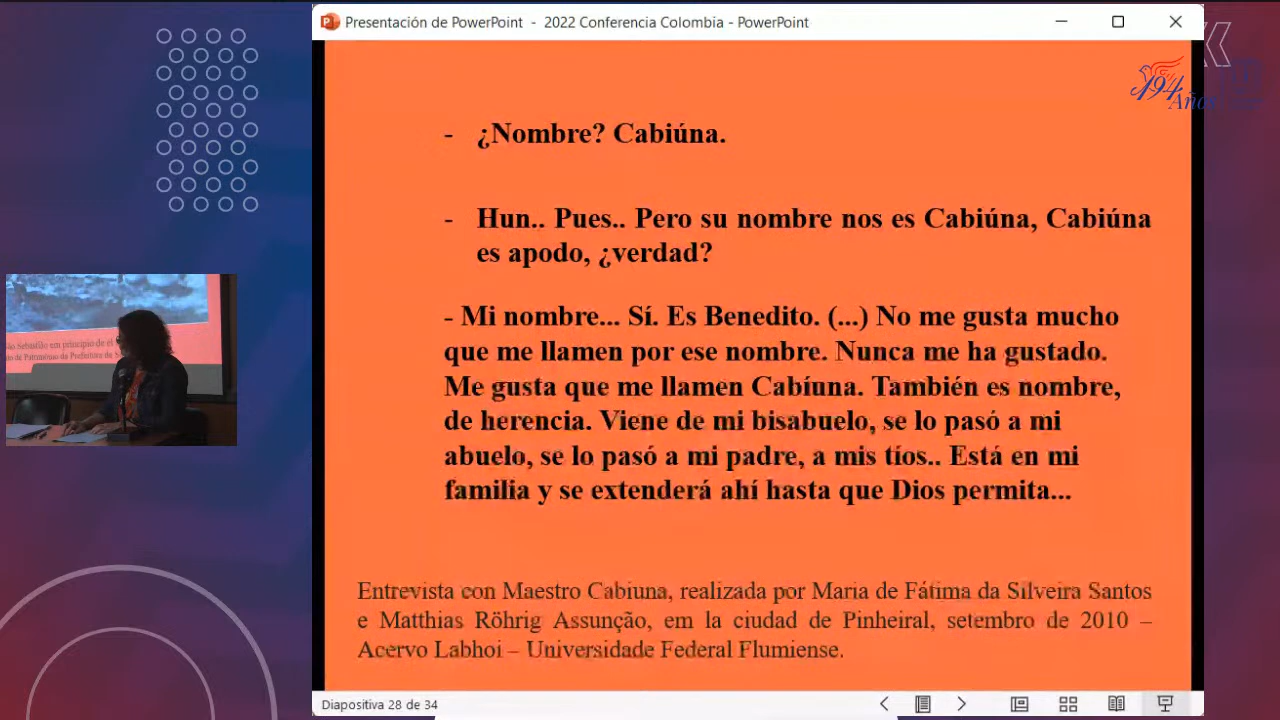 Presentación de PowerPoint - 2022 Conferencia Colombia - PowerPoint
194
Años
- ¿Nombre? Cabiúna.
- Hun.. Pues.. Pero su nombre nos es Cabiúna, Cabiúna
es apodo, ¿verdad?
- Mi nombre... Sí. Es Benedito. (...) No me gusta mucho
que me llamen por ese nombre. Nunca me ha gustado.
Me gusta que me llamen Cabíuna. También es nombre,
de herencia. Viene de mi bisabuelo, se lo pasó a mi
abuelo, se lo pasó a mi padre, a mis tíos.. Está en mi
familia y se extenderá ahí hasta que Dios permita...
Entrevista con Maestro Cabiuna, realizada por Maria de Fátima da Silveira Santos
e Matthias Röhrig Assunção, em la ciudad de Pinheiral, setembro de 2010 –
Acervo Labhoi – Universidade Federal Flumiense.
Diapositiva 28 de 34